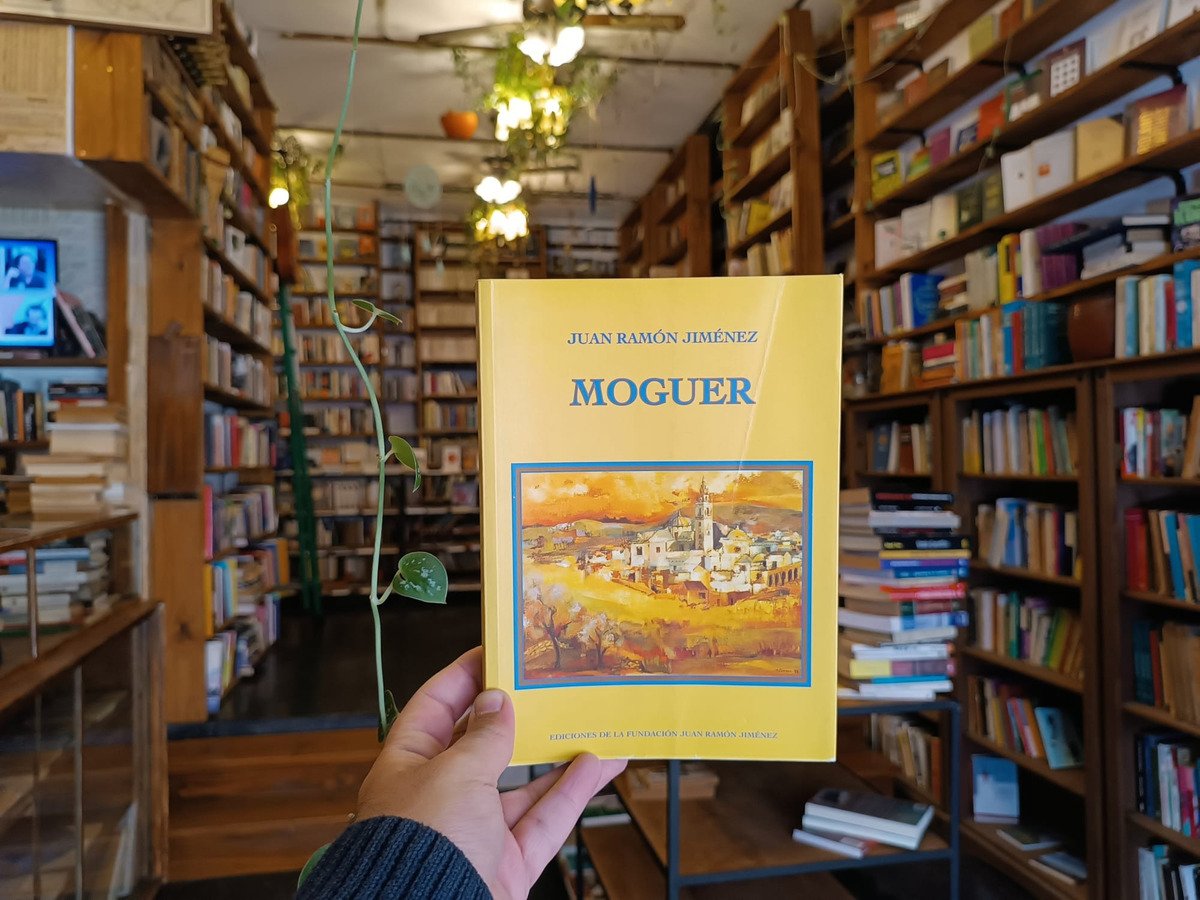 JUAN RAMÓN JIMÉNEZ
MOGUER
EDICIONES DE LA FUNDACIÓN JUAN RAMÓN JIMÉNEZ